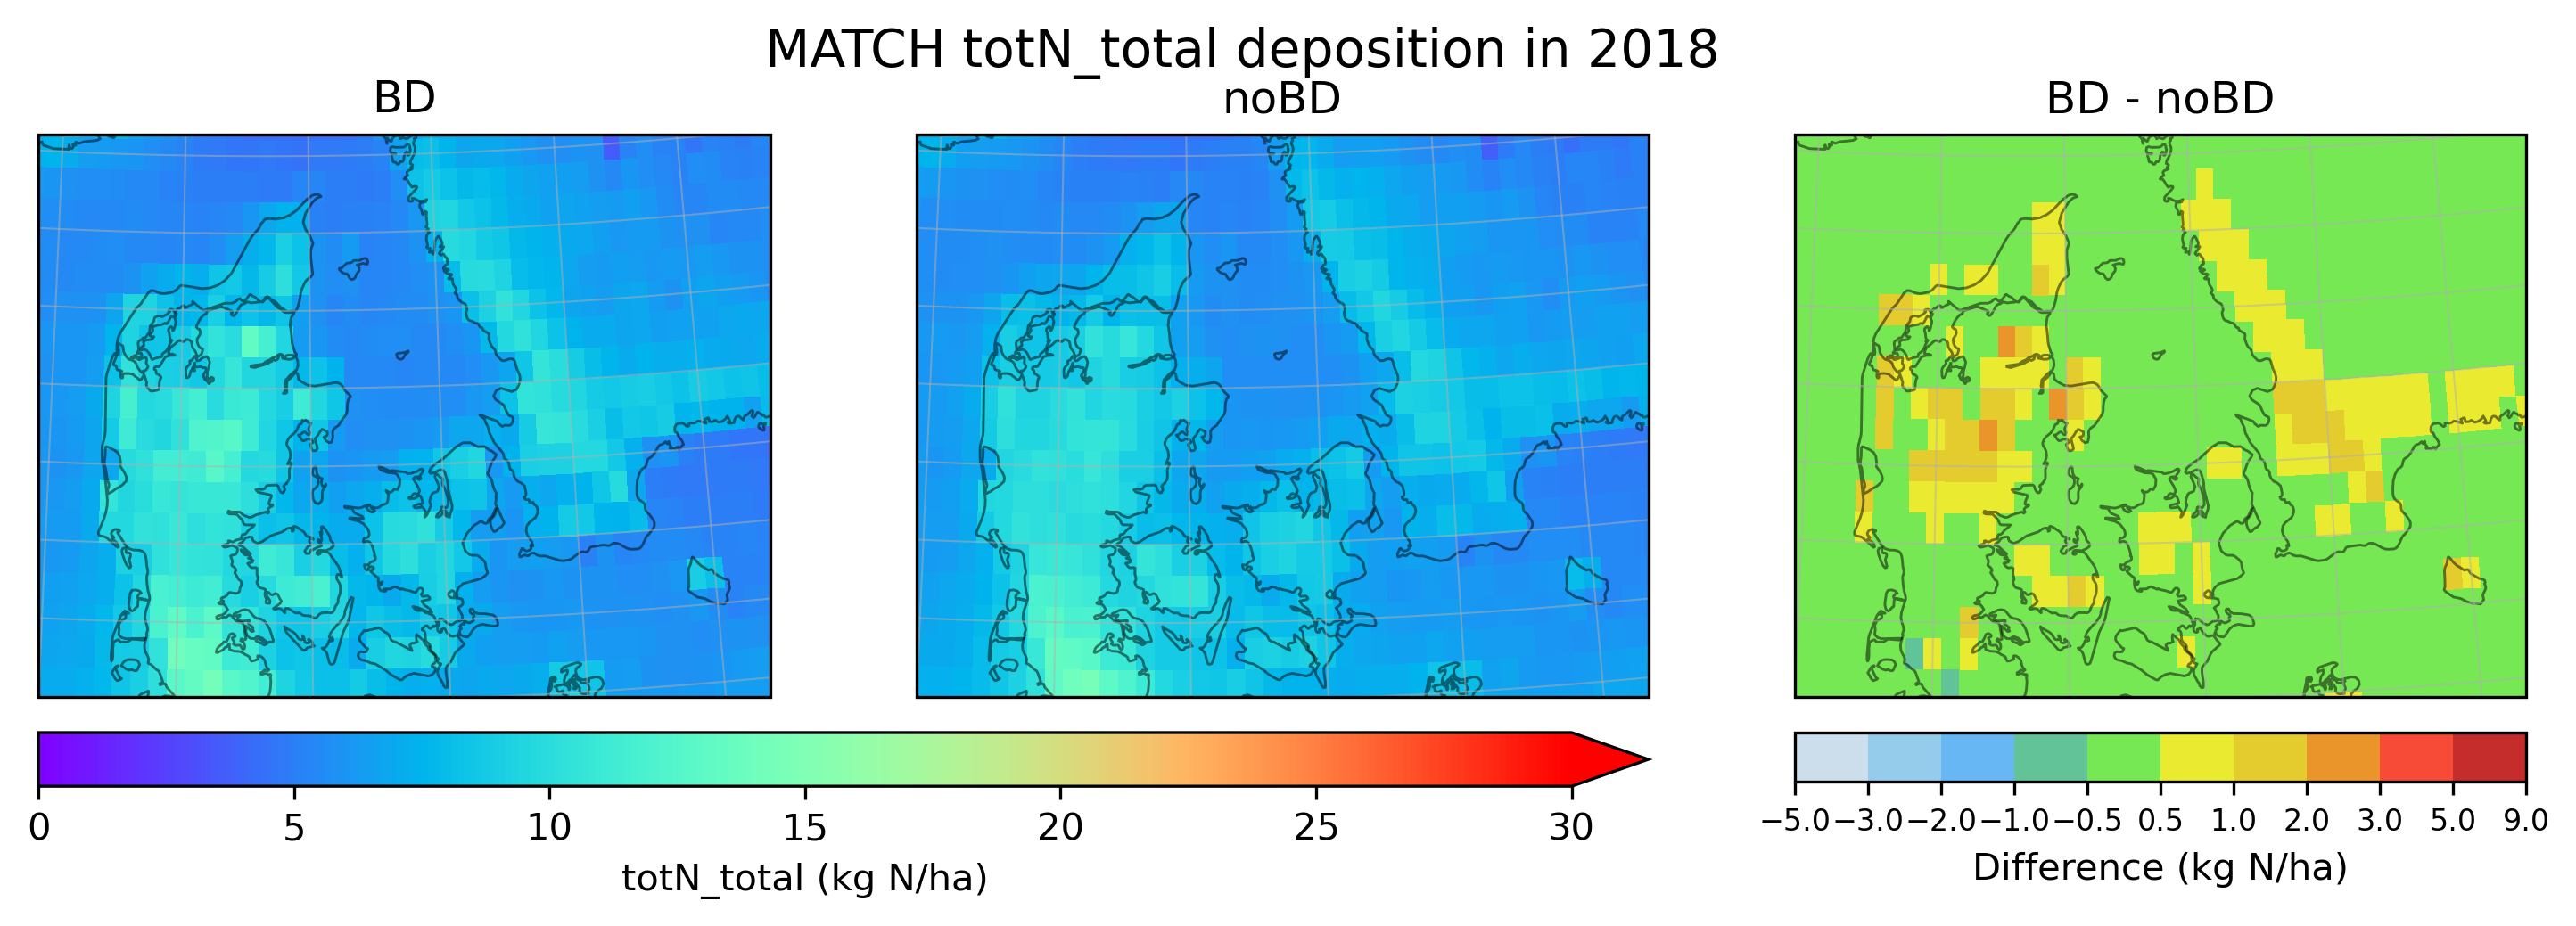 MATCH totN_total deposition in 2018
BD
noBD
BD - noBD
0 5 10 15 20 25 30
totN_total (kg N/ha)
−5.0 −3.0 −2.0 −1.0 −0.5 0.5 1.0 2.0 3.0 5.0 9.0
Difference (kg N/ha)